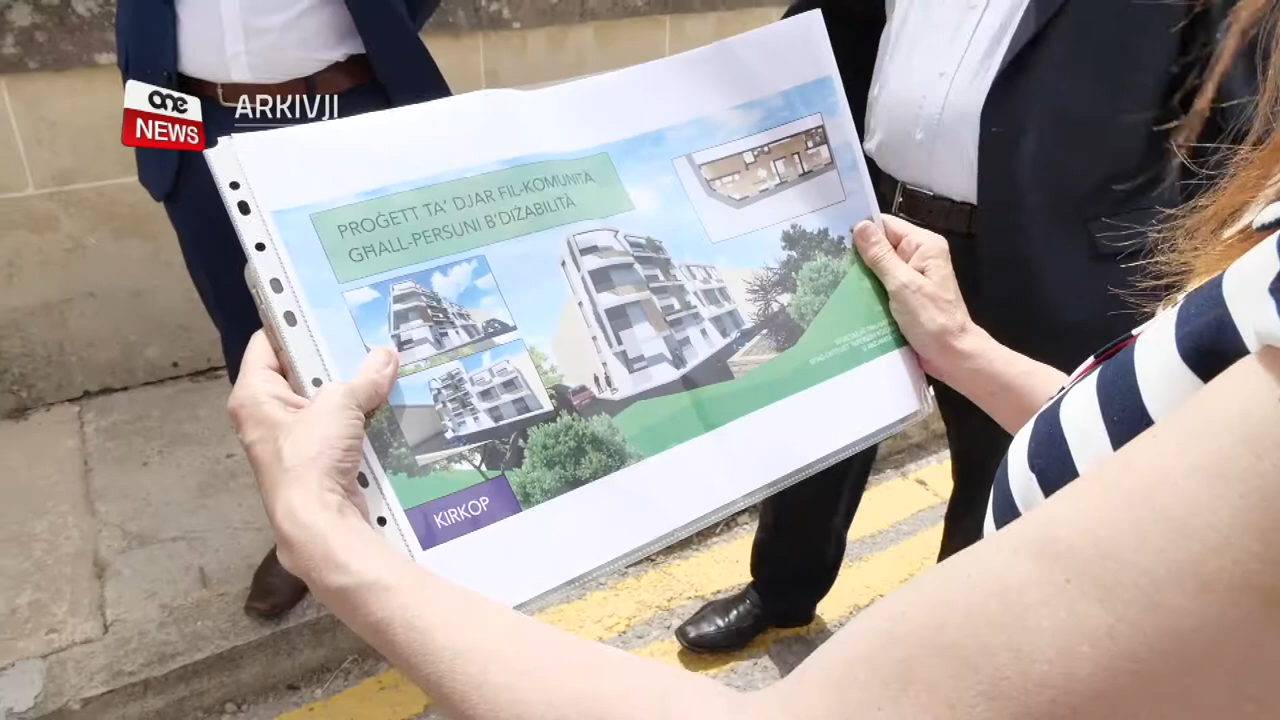 one
NEWS
ARKIVJI
PROĠETT TA' DJAR FIL-KOMUNITÀ
GĦALL-PERSUNI B'DIŻABILITÀ
KIRKOP